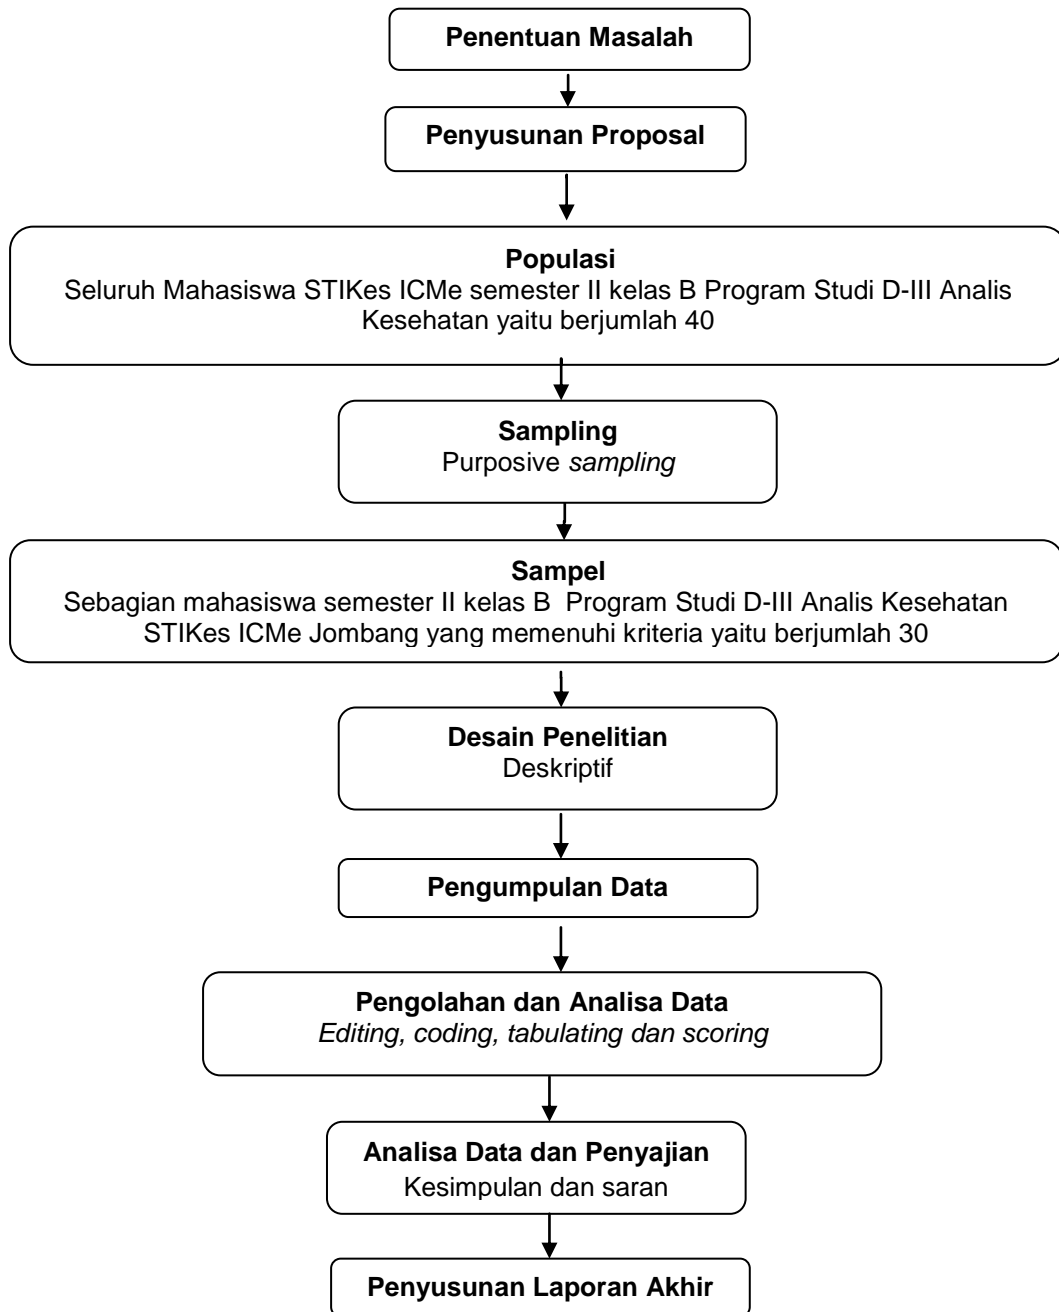 Penentuan Masalah
Penyusunan Proposal
Populasi
Seluruh Mahasiswa STIKes ICMe semester II kelas B Program Studi D-III Analis
Kesehatan yaitu berjumlah 40
Sampling
Purposive sampling
Sampel
Sebagian mahasiswa semester II kelas B Program Studi D-III Analis Kesehatan
STIKes ICMe Jombang yang memenuhi kriteria yaitu berjumlah 30
Desain Penelitian
Deskriptif
Pengumpulan Data
Pengolahan dan Analisa Data
Editing, coding, tabulating dan scoring
Analisa Data dan Penyajian
Kesimpulan dan saran
Penyusunan Laporan Akhir